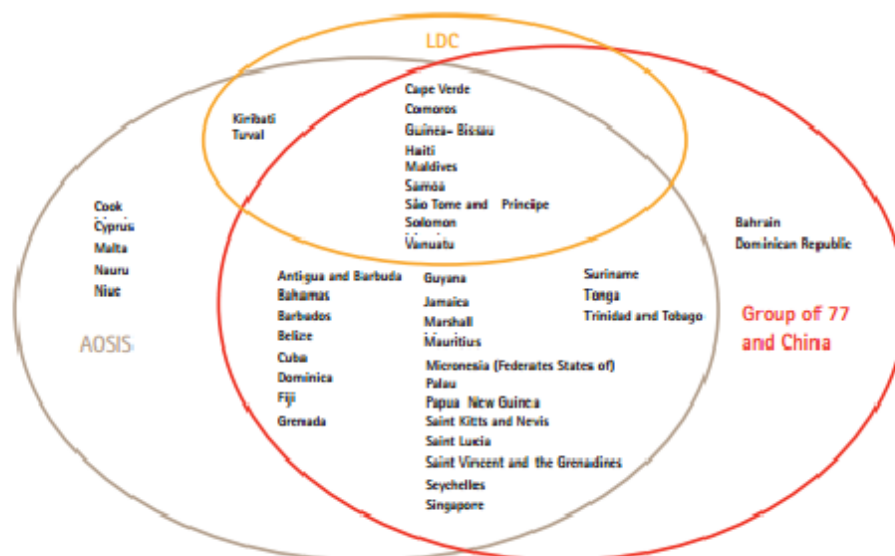 LDC
Cape Verde
Comoros
Guinea- Bissau
Haiti
Maldives
Samoa
São Tome and Príncipe
Solomon
Vanuatu
Kiribati
Tuval
Cook
Cyprus
Malta
Nauru
Niue
AOSIS
Antigua and Barbuda
Bahamas
Barbados
Belize
Cuba
Dominica
Fiji
Grenada
Guyana
Jamaica
Marshall
Mauritius
Micronesia (Federates States of)
Palau
Papua New Guinea
Saint Kitts and Nevis
Saint Lucia
Saint Vincent and the Grenadines
Seychelles
Singapore
Suriname
Tonga
Trinidad and Tobago
Bahrain
Dominican Republic
Group of 77
and China